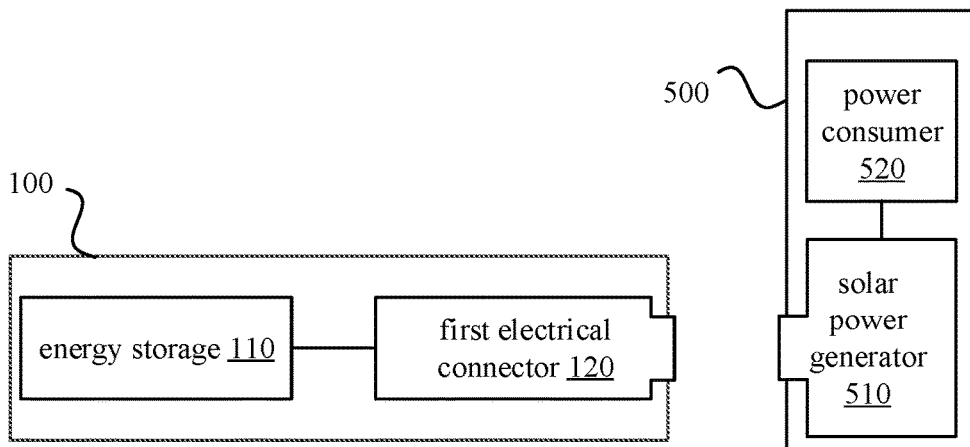 500
power
consumer
520
100
energy storage 110
first electrical
connector 120
solar
power
generator
510